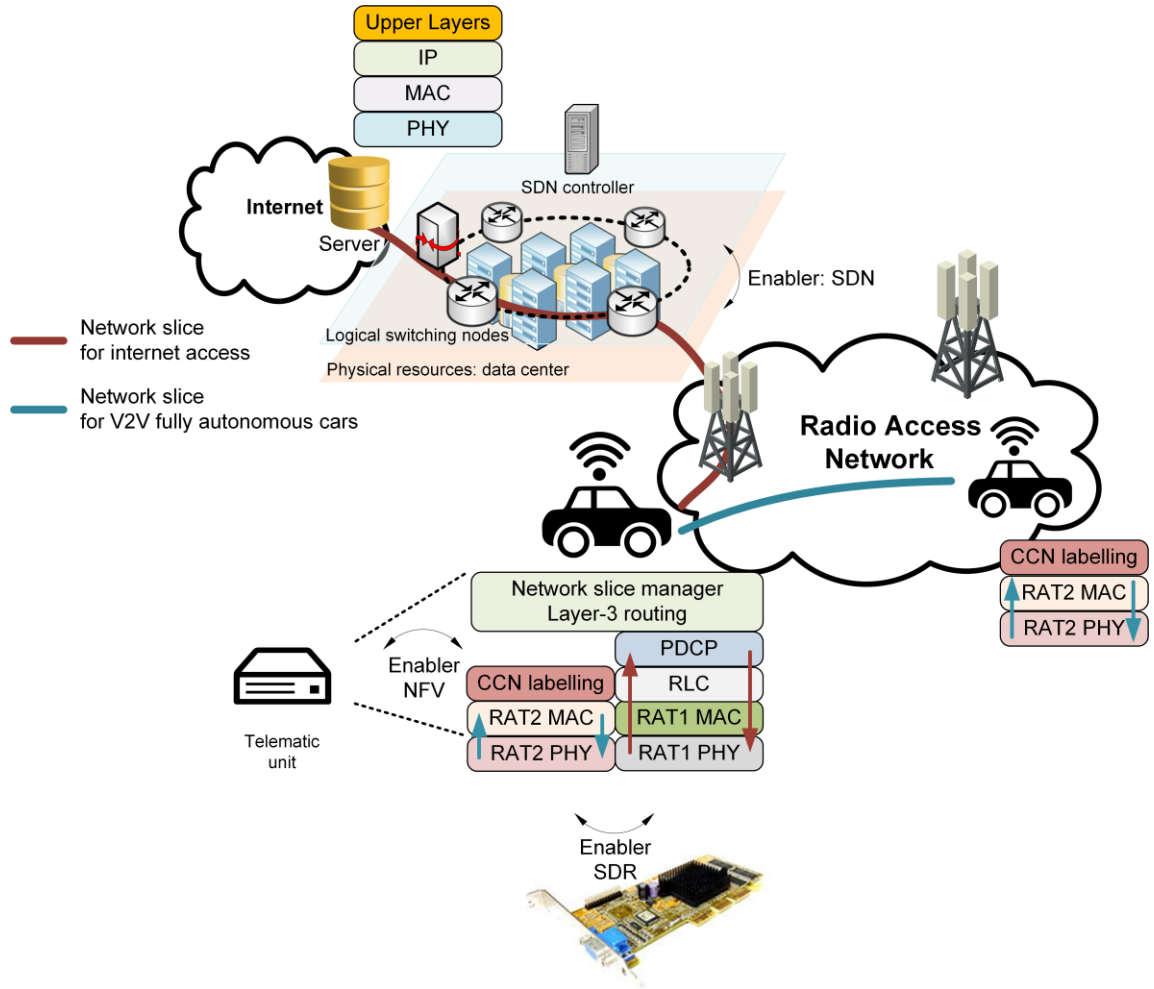 Upper Layers
IP
MAC
PHY
SDN controller
Internet
Server
Enabler: SDN
Logical switching nodes
Physical resources: data center
Network slice
for internet access
Network slice
for V2V fully autonomous cars
Radio Access
Network
CCN labelling
RAT2 MAC
RAT2 PHY
Network slice manager
Layer-3 routing
PDCP
RLC
RAT1 MAC
RAT1 PHY
Enabler
NFV
CCN labelling
RAT2 MAC
RAT2 PHY
Telematic
unit
Enabler
SDR